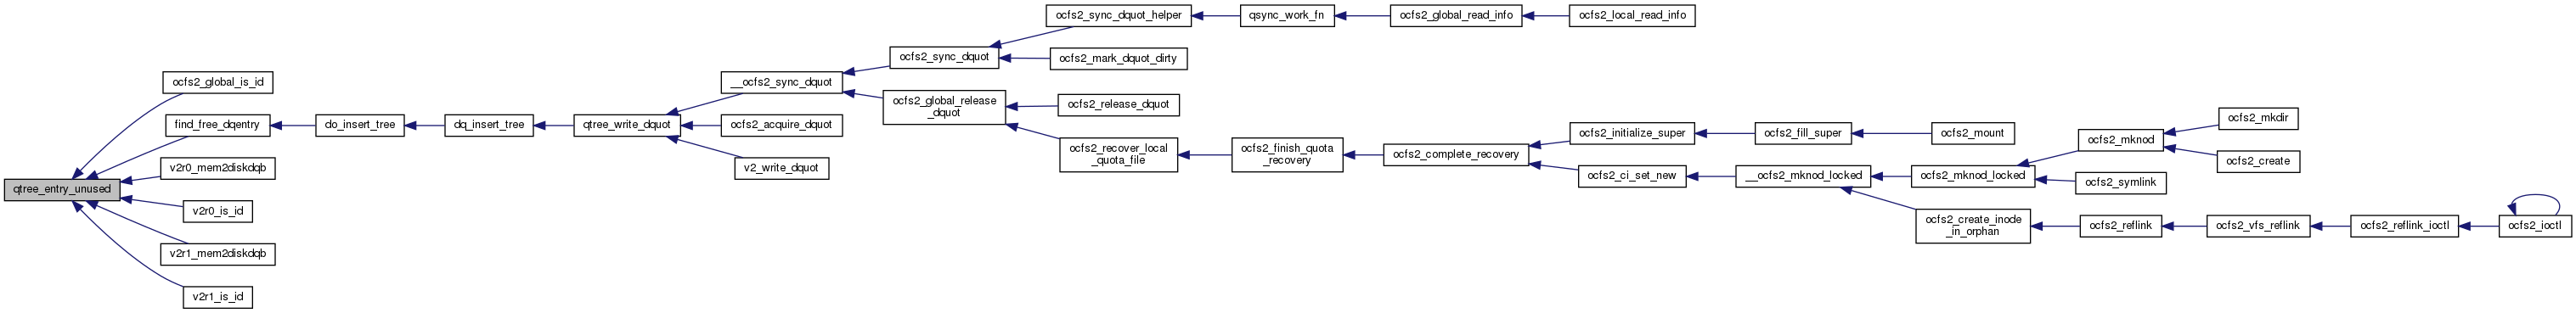 qtree_entry_unused
ocfs2_global_is_id
find_free_dqentry
v2r0_mem2diskdqb
v2r0_is_id
v2r1_mem2diskdqb
v2r1_is_id
do_insert_tree
dq_insert_tree
qtree_write_dquot
__ocfs2_sync_dquot
ocfs2_acquire_dquot
v2_write_dquot
ocfs2_sync_dquot
ocfs2_global_release
_dquot
ocfs2_sync_dquot_helper
ocfs2_mark_dquot_dirty
ocfs2_release_dquot
ocfs2_recover_local
_quota_file
qsync_work_fn
ocfs2_global_read_info
ocfs2_local_read_info
ocfs2_finish_quota
_recovery
ocfs2_complete_recovery
ocfs2_initialize_super
ocfs2_ci_set_new
ocfs2_fill_super
ocfs2_mount
__ocfs2_mknod_locked
ocfs2_mknod_locked
ocfs2_create_inode
_in_orphan
ocfs2_mknod
ocfs2_symlink
ocfs2_mkdir
ocfs2_create
ocfs2_reflink
ocfs2_vfs_reflink
ocfs2_reflink_ioctl
ocfs2_ioctl